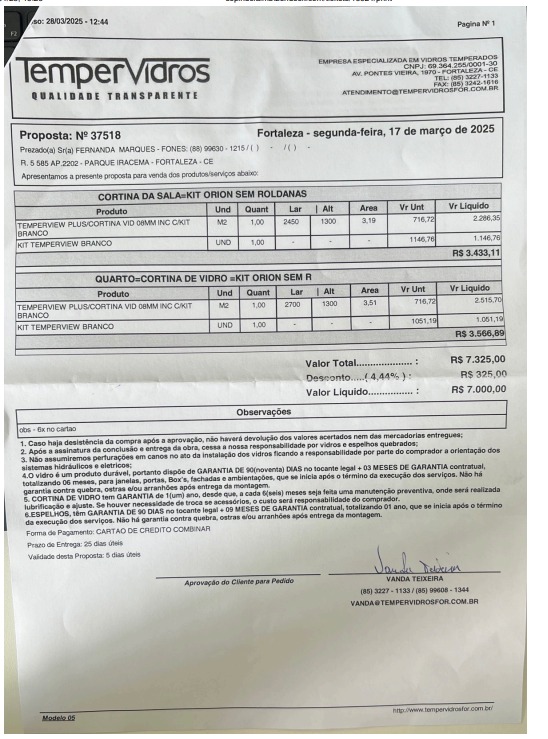 so: 28/03/2025 - 12:44
Pagina Nº 1
TemperVidros
QUALIDADE TRANSPARENTE
EMPRESA ESPECIALIZADA EM VIDROS TEMPERADOS
CNPJ: 69.364.255/0001-30
AV. PONTES VIEIRA, 1970 - FORTALEZA - CE
TEL: (85) 3227-1133
FAX: (85) 3242-1616
ATENDIMENTO@TEMPERVIDROSFOR.COM.BR
Proposta: Nº 37518
Fortaleza - segunda-feira, 17 de março de 2025
Prezado(a) Sr(a) FERNANDA MARQUES - FONES: (88) 99630 - 1215 / ( ) - / ( ) -
R. 5 585 AP.2202 - PARQUE IRACEMA - FORTALEZA - CE
Apresentamos a presente proposta para venda dos produtos/serviços abaixo:
CORTINA DA SALA=KIT ORION SEM ROLDANAS
Produto Und Quant Lar Alt Area Vr Unt Vr Liquido
TEMPERVIEW PLUS/CORTINA VID 08MM INC C/KIT BRANCO M2 1,00 2450 1300 3,19 716,72 2.286,35
KIT TEMPERVIEW BRANCO UND 1,00 - - - 1146,76 1.146,76
R$ 3.433,11
QUARTO=CORTINA DE VIDRO =KIT ORION SEM R
Produto Und Quant Lar Alt Area Vr Unt Vr Liquido
TEMPERVIEW PLUS/CORTINA VID 08MM INC C/KIT BRANCO M2 1,00 2700 1300 3,51 716,72 2.515,70
KIT TEMPERVIEW BRANCO UND 1,00 - - - 1051,19 1.051,19
R$ 3.566,89
Valor Total................... : R$ 7.325,00
Desconto.....( 4,44% ) : R$ 325,00
Valor Liquido................ : R$ 7.000,00
Observações
obs - 6x no cartao
1. Caso haja desistência da compra após a aprovação, não haverá devolução dos valores acertados nem das mercadorias entregues;
2. Após a assinatura da conclusão e entrega da obra, cessa a nossa responsabilidade por vidros e espelhos quebrados;
3. Não assumiremos perfurações em canos no ato da instalação dos vidros ficando a responsabilidade por parte do comprador a orientação dos
sistemas hidráulicos e eletricos;
4.O vidro é um produto durável, portanto dispõe de GARANTIA DE 90(noventa) DIAS no tocante legal + 03 MESES DE GARANTIA contratual,
totalizando 06 meses, para janelas, portas, Box's, fachadas e ambientações, que se inicia após o término da execução dos serviços. Não há
garantia contra quebra, ostras e/ou arranhões após entrega da montagem.
5. CORTINA DE VIDRO tem GARANTIA de 1(um) ano, desde que, a cada 6(seis) meses seja feita uma manutenção preventiva, onde será realizada
lubrificação e ajuste. Se houver necessidade de troca se acessórios, o custo será responsabilidade do comprador.
6.ESPELHOS, têm GARANTIA DE 90 DIAS no tocante legal + 09 MESES DE GARANTIA contratual, totalizando 01 ano, que se inicia após o término
da execução dos serviços. Não há garantia contra quebra, ostras e/ou arranhões após entrega da montagem.
Forma de Pagamento: CARTAO DE CREDITO COMBINAR
Prazo de Entrega: 25 dias úteis
Validade desta Proposta: 5 dias úteis
Vanda Teixeira
Aprovação do Cliente para Pedido
VANDA TEIXEIRA
(85) 3227 - 1133 / (85) 99608 - 1344
VANDA@TEMPERVIDROSFOR.COM.BR
Modelo 05
http://www.tempervidrosfor.com.br/